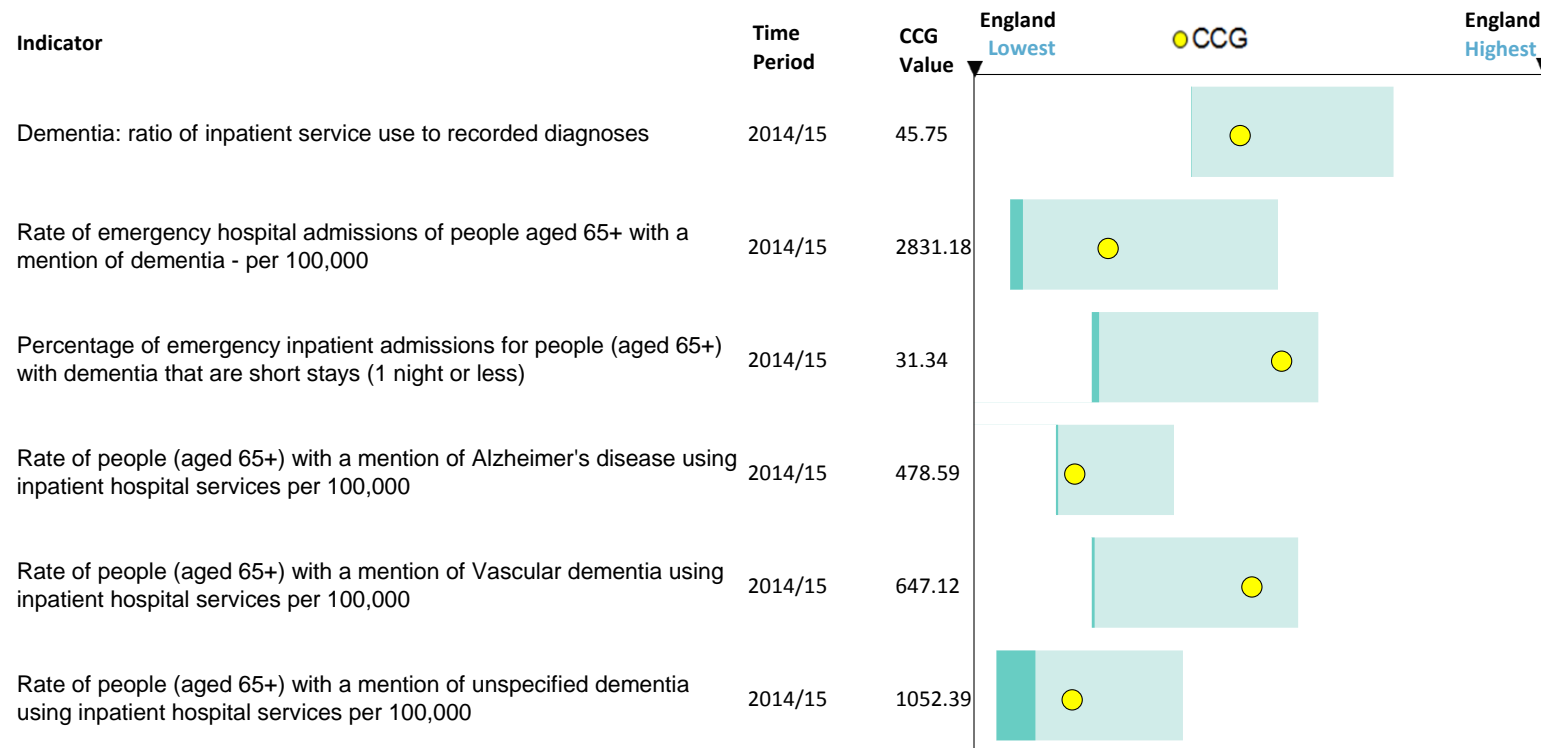 Indicator
Time
Period
CCG
Value
England
Lowest
CCG
England
Highest
Dementia: ratio of inpatient service use to recorded diagnoses
2014/15
45.75
Rate of emergency hospital admissions of people aged 65+ with a
mention of dementia - per 100,000
2014/15
2831.18
Percentage of emergency inpatient admissions for people (aged 65+)
with dementia that are short stays (1 night or less)
2014/15
31.34
Rate of people (aged 65+) with a mention of Alzheimer's disease using
inpatient hospital services per 100,000
2014/15
478.59
Rate of people (aged 65+) with a mention of Vascular dementia using
inpatient hospital services per 100,000
2014/15
647.12
Rate of people (aged 65+) with a mention of unspecified dementia
using inpatient hospital services per 100,000
2014/15
1052.39